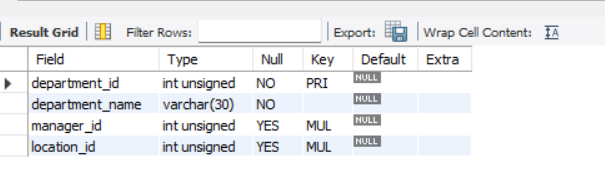 Result Grid Filter Rows: Export: Wrap Cell Content: IA
Field Type Null Key Default Extra
department_id int unsigned NO PRI NULL
department_name varchar(30) NO NULL
manager_id int unsigned YES MUL NULL
location_id int unsigned YES MUL NULL